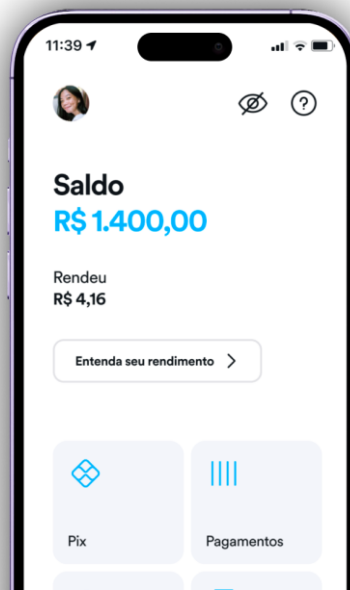 11:39
Saldo
R$ 1.400,00
Rendeu
R$ 4,16
Entenda seu rendimento
Pix
Pagamentos